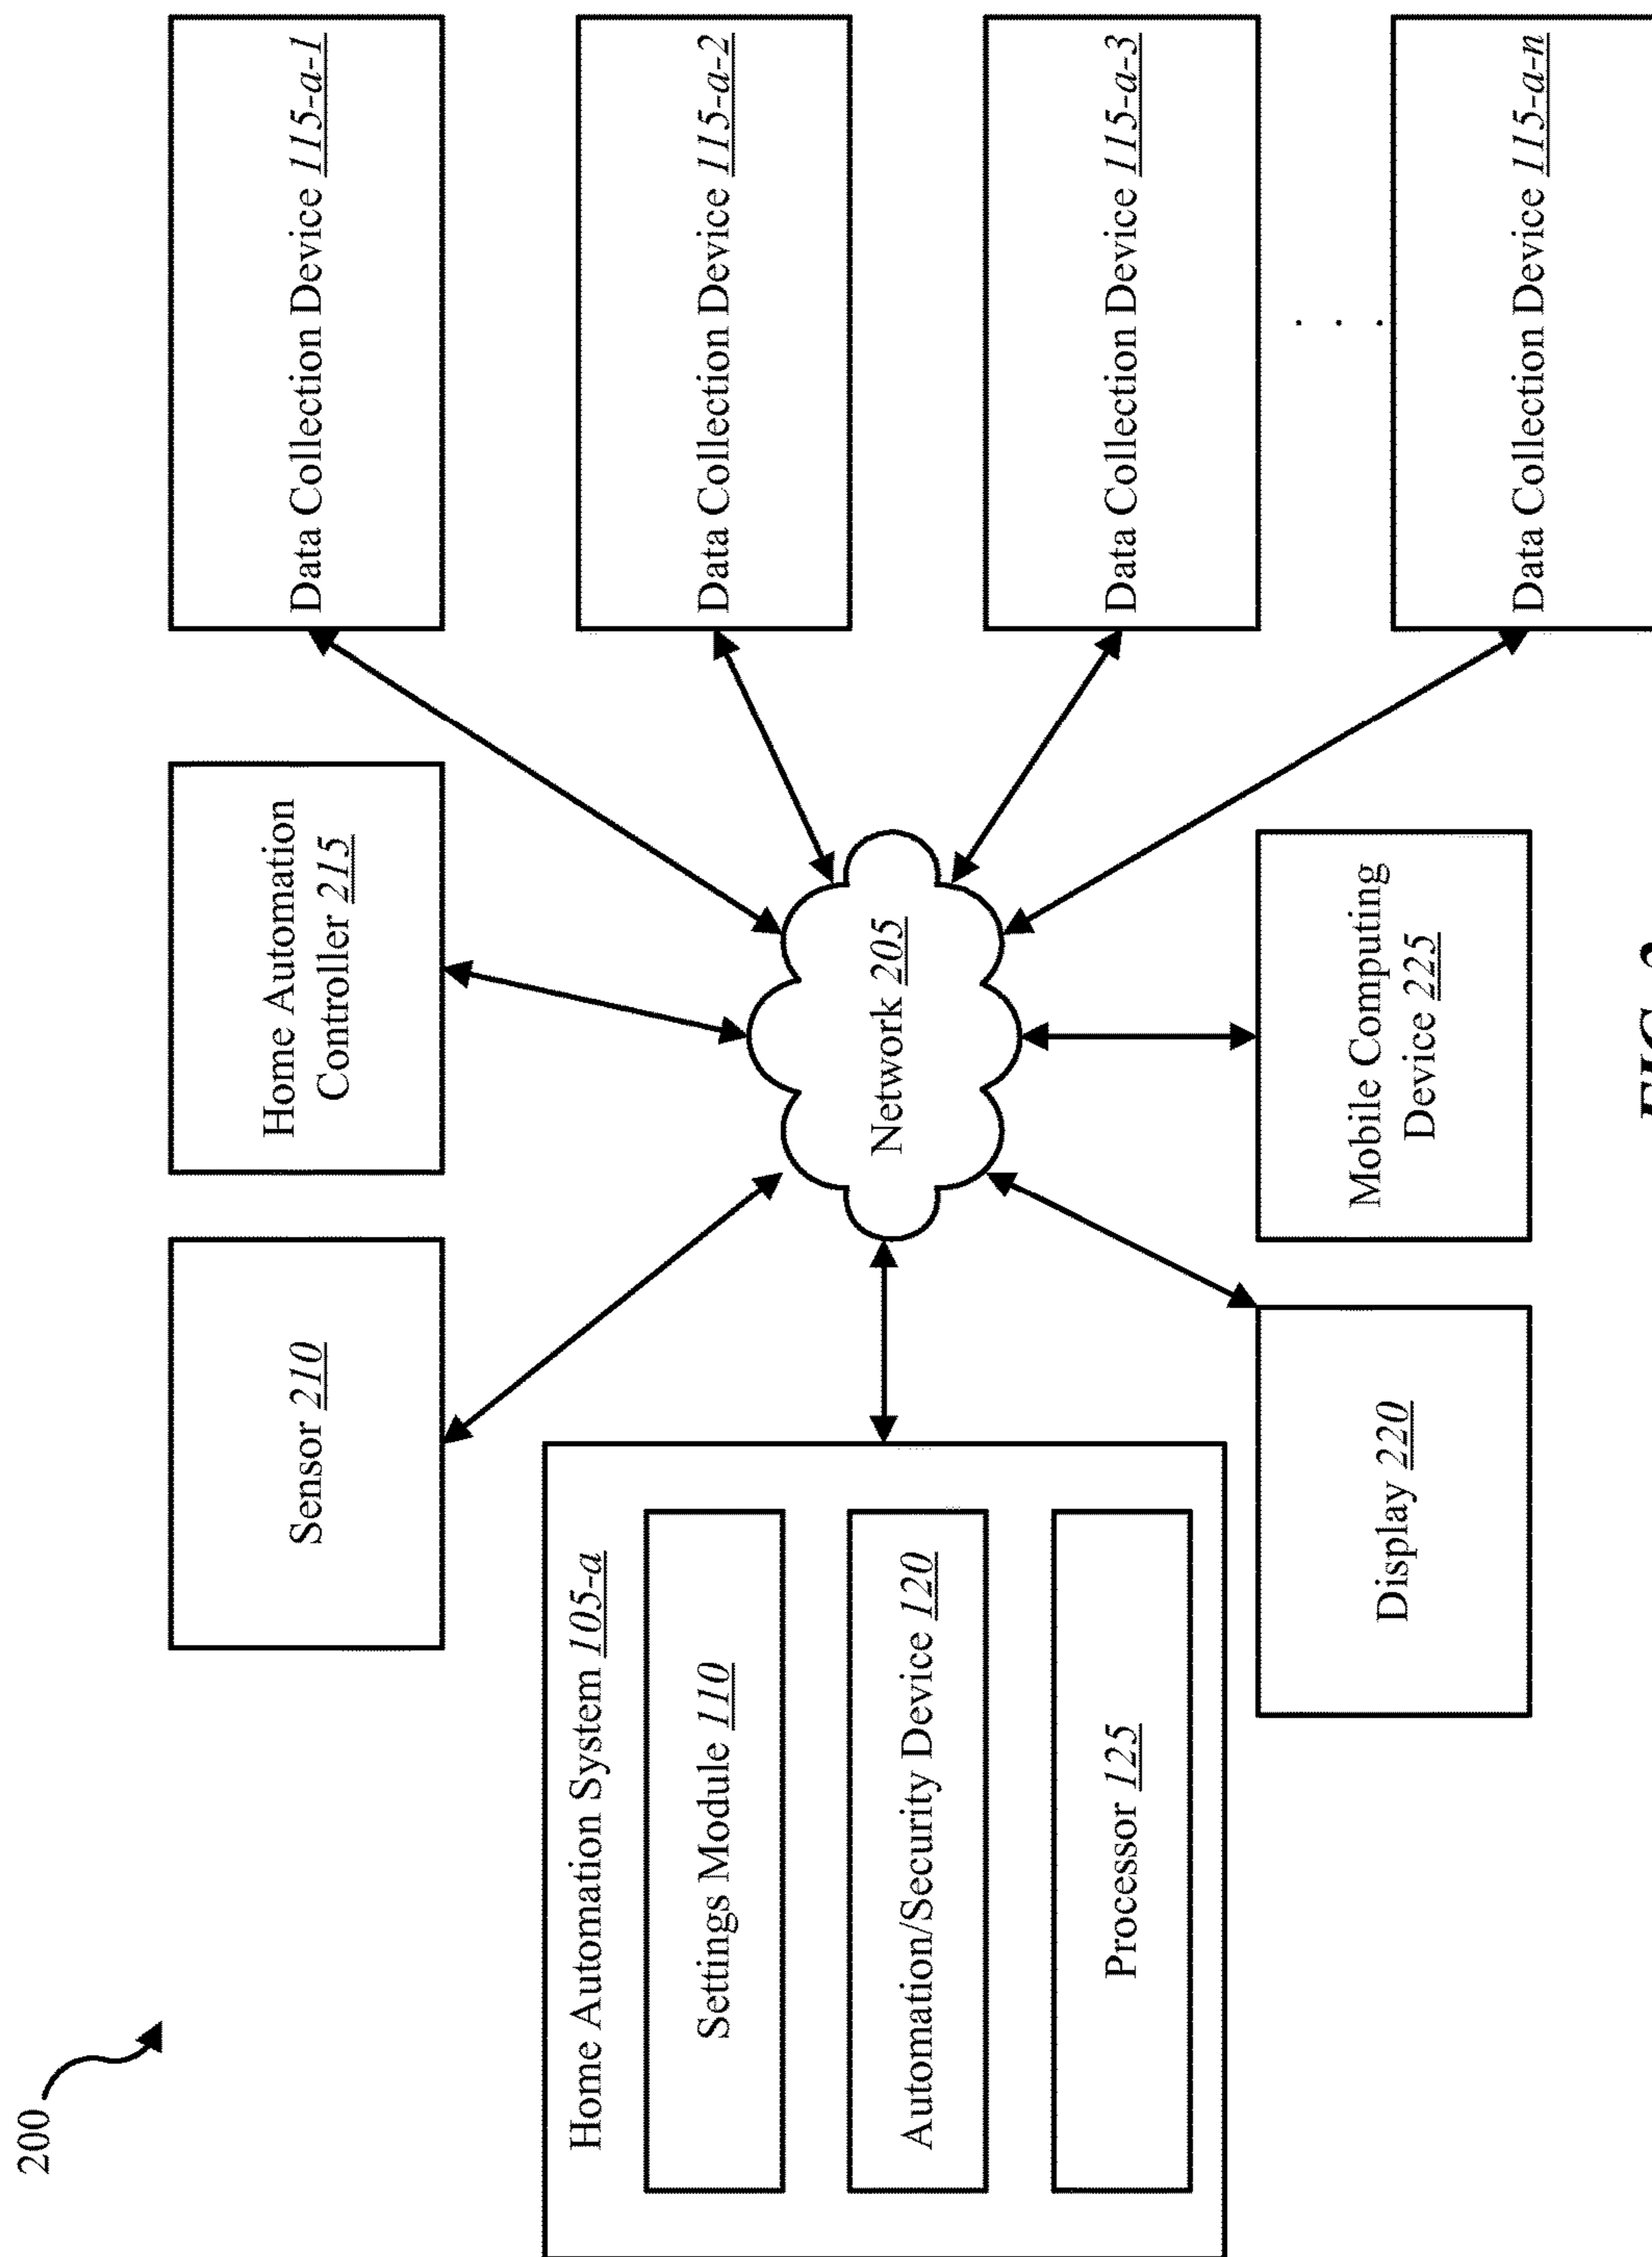 200
Sensor 210
Home Automation
Controller 215
Data Collection Device 115-a-1
Home Automation System 105-a
Settings Module 110
Automation/Security Device 120
Processor 125
Network 205
Data Collection Device 115-a-2
Data Collection Device 115-a-3
. . .
Data Collection Device 115-a-n
Display 220
Mobile Computing
Device 225